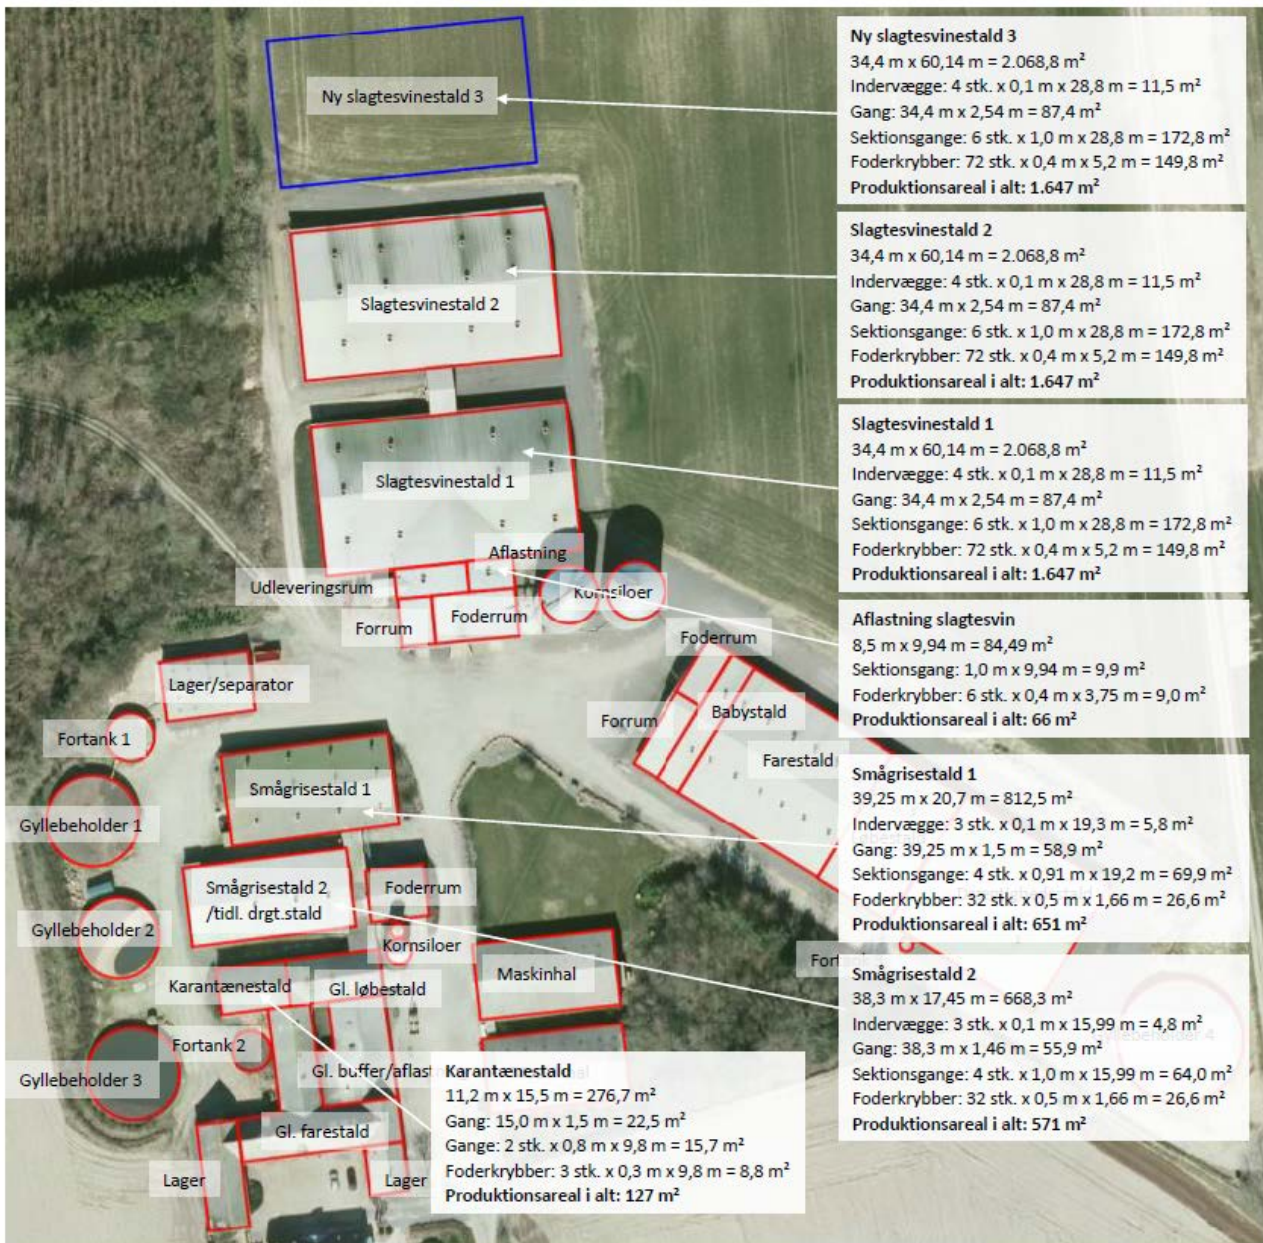 Ny slagtesvinestald 3
34,4 m x 60,14 m = 2.068,8 m²
Indervægge: 4 stk. x 0,1 m x 28,8 m = 11,5 m²
Gang: 34,4 m x 2,54 m = 87,4 m²
Sektionsgange: 6 stk. x 1,0 m x 28,8 m = 172,8 m²
Foderkrybber: 72 stk. x 0,4 m x 5,2 m = 149,8 m²
Produktionsareal i alt: 1.647 m²
Slagtesvinestald 2
34,4 m x 60,14 m = 2.068,8 m²
Indervægge: 4 stk. x 0,1 m x 28,8 m = 11,5 m²
Gang: 34,4 m x 2,54 m = 87,4 m²
Sektionsgange: 6 stk. x 1,0 m x 28,8 m = 172,8 m²
Foderkrybber: 72 stk. x 0,4 m x 5,2 m = 149,8 m²
Produktionsareal i alt: 1.647 m²
Slagtesvinestald 1
34,4 m x 60,14 m = 2.068,8 m²
Indervægge: 4 stk. x 0,1 m x 28,8 m = 11,5 m²
Gang: 34,4 m x 2,54 m = 87,4 m²
Sektionsgange: 6 stk. x 1,0 m x 28,8 m = 172,8 m²
Foderkrybber: 72 stk. x 0,4 m x 5,2 m = 149,8 m²
Produktionsareal i alt: 1.647 m²
Aflastning slagtesvin
8,5 m x 9,94 m = 84,49 m²
Sektionsgang: 1,0 m x 9,94 m = 9,9 m²
Foderkrybber: 6 stk. x 0,4 m x 3,75 m = 9,0 m²
Produktionsareal i alt: 66 m²
Smågrisestald 1
39,25 m x 20,7 m = 812,5 m²
Indervægge: 3 stk. x 0,1 m x 19,3 m = 5,8 m²
Gang: 39,25 m x 1,5 m = 58,9 m²
Sektionsgange: 4 stk. x 0,91 m x 19,2 m = 69,9 m²
Foderkrybber: 32 stk. x 0,5 m x 1,66 m = 26,6 m²
Produktionsareal i alt: 651 m²
Smågrisestald 2
38,3 m x 17,45 m = 668,3 m²
Indervægge: 3 stk. x 0,1 m x 15,99 m = 4,8 m²
Gang: 38,3 m x 1,46 m = 55,9 m²
Sektionsgange: 4 stk. x 1,0 m x 15,99 m = 64,0 m²
Foderkrybber: 32 stk. x 0,5 m x 1,66 m = 26,6 m²
Produktionsareal i alt: 571 m²
Karantænestald
11,2 m x 15,5 m = 276,7 m²
Gang: 15,0 m x 1,5 m = 22,5 m²
Gange: 2 stk. x 0,8 m x 9,8 m = 15,7 m²
Foderkrybber: 3 stk. x 0,3 m x 9,8 m = 8,8 m²
Produktionsareal i alt: 127 m²
Ny slagtesvinestald 3
Slagtesvinestald 2
Slagtesvinestald 1
Aflastning
Udleveringsrum
Kornsiloer
Foderrum
Forrum
Foderrum
Lager/separator
Babystald
Forrum
Fortank 1
Farestald
Smågrisestald 1
Gyllebeholder 1
Smågrisestald 2
/tidl. drgt.stald
Foderrum
Gyllebeholder 2
Kornsiloer
Maskinhal
Karantænestald
Gl. løbestald
Fortank 2
Gyllebeholder 3
Gl. buffer/aflast
Gl. farestald
Lager
Lager